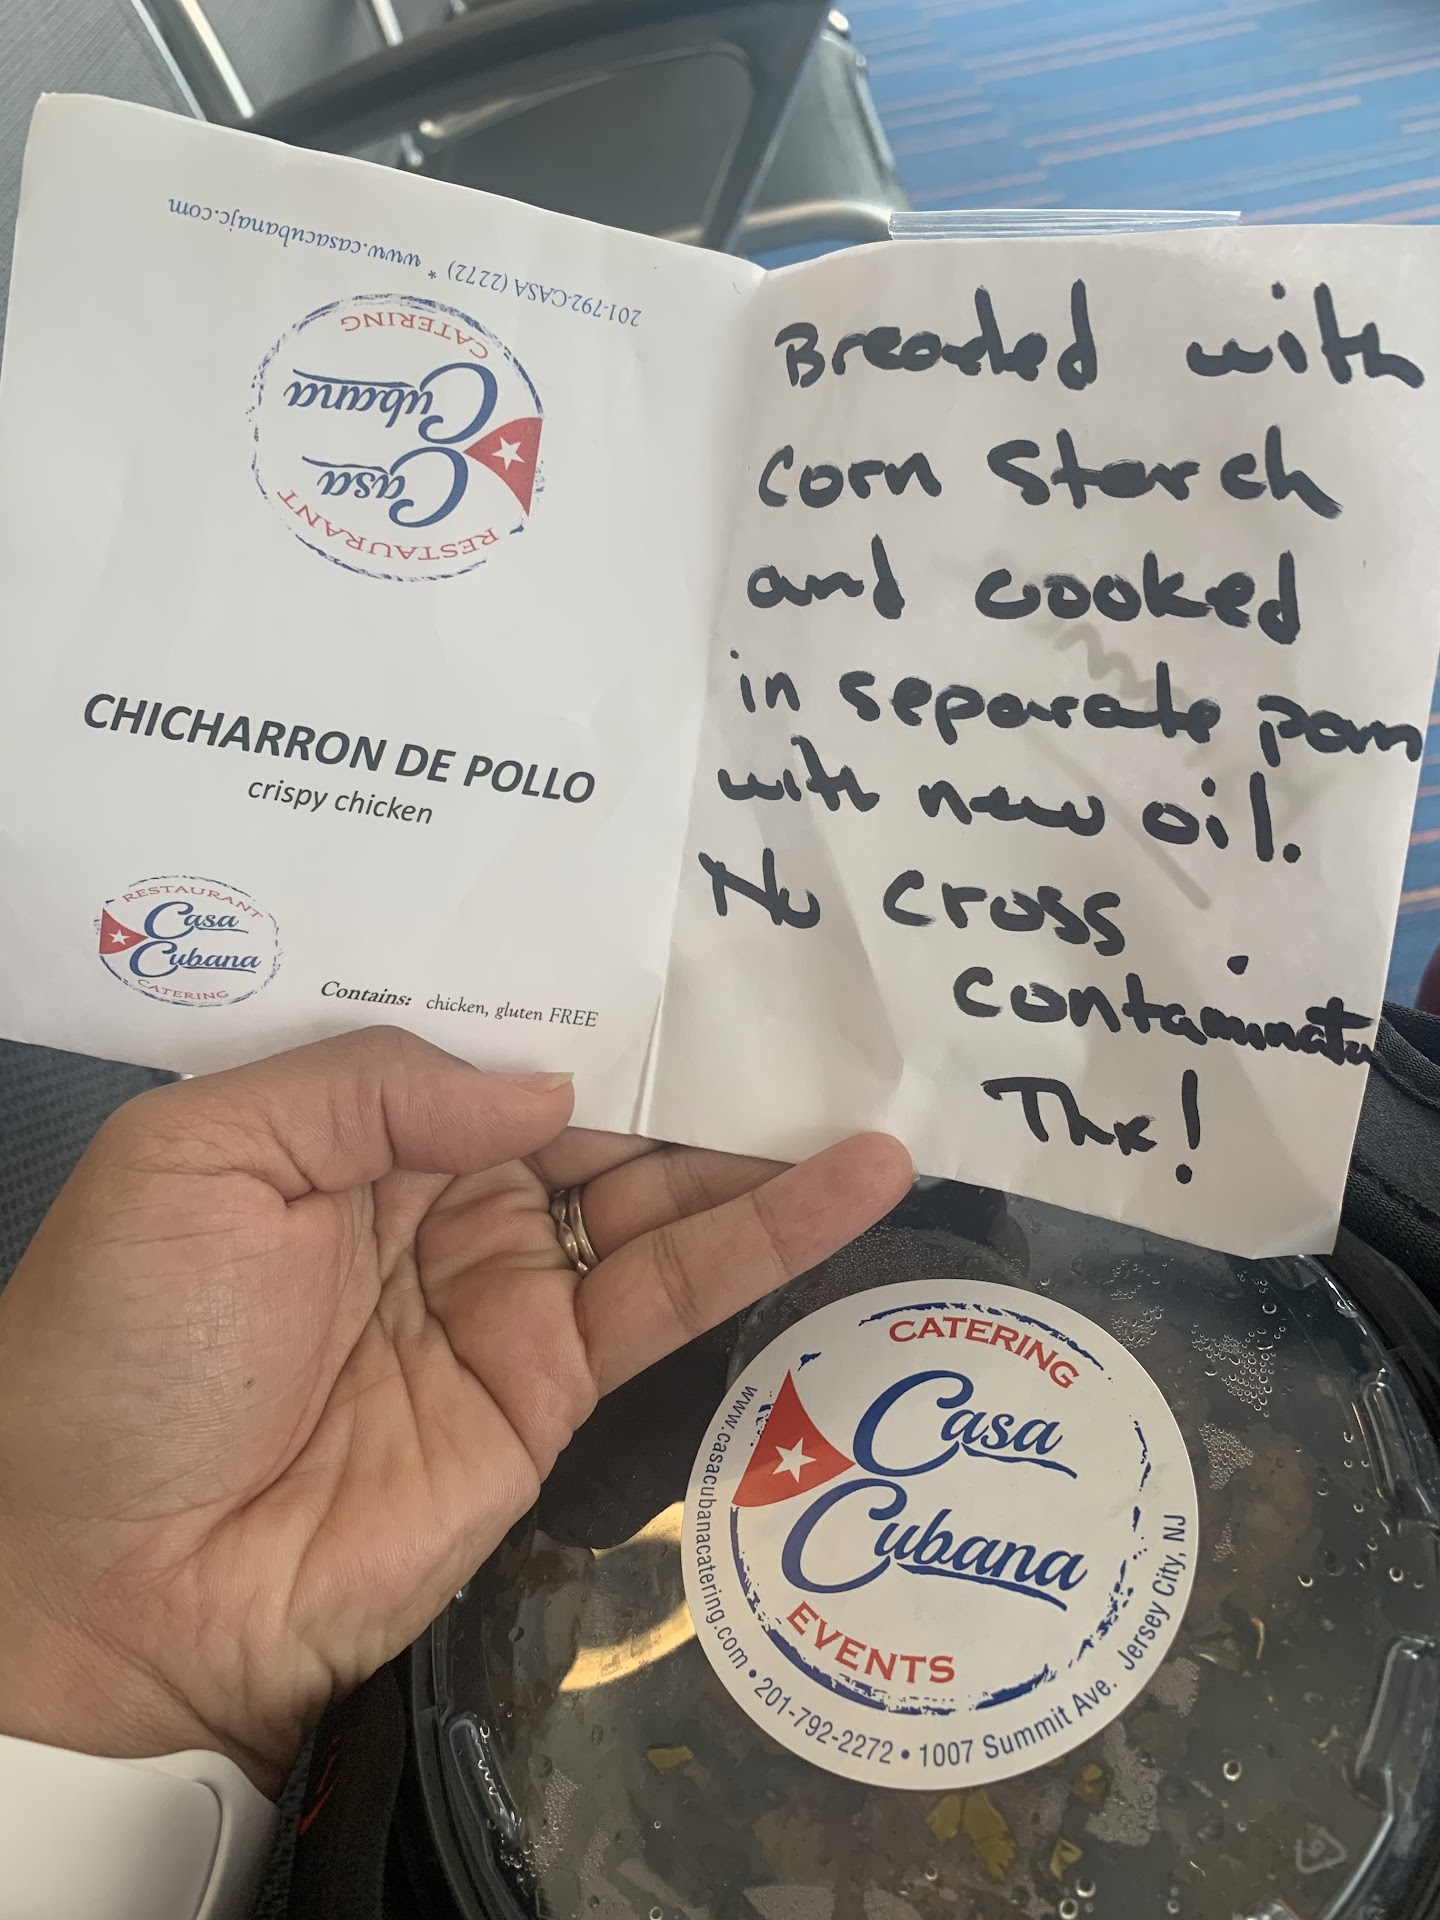 201-792-CASA (2272) * www.casacubanajc.com
RESTAURANT
Casa
Cubana
CATERING
CHICHARRON DE POLLO
crispy chicken
RESTAURANT
Casa
Cubana
CATERING
Contains: chicken, gluten FREE
Breaded with
corn starch
and cooked
in separate pan
with new oil.
No cross
contaminatn
Thx!
CATERING
Casa
Cubana
EVENTS
www.casacubanacatering.com • 201-792-2272 • 1007 Summit Ave. Jersey City, NJ